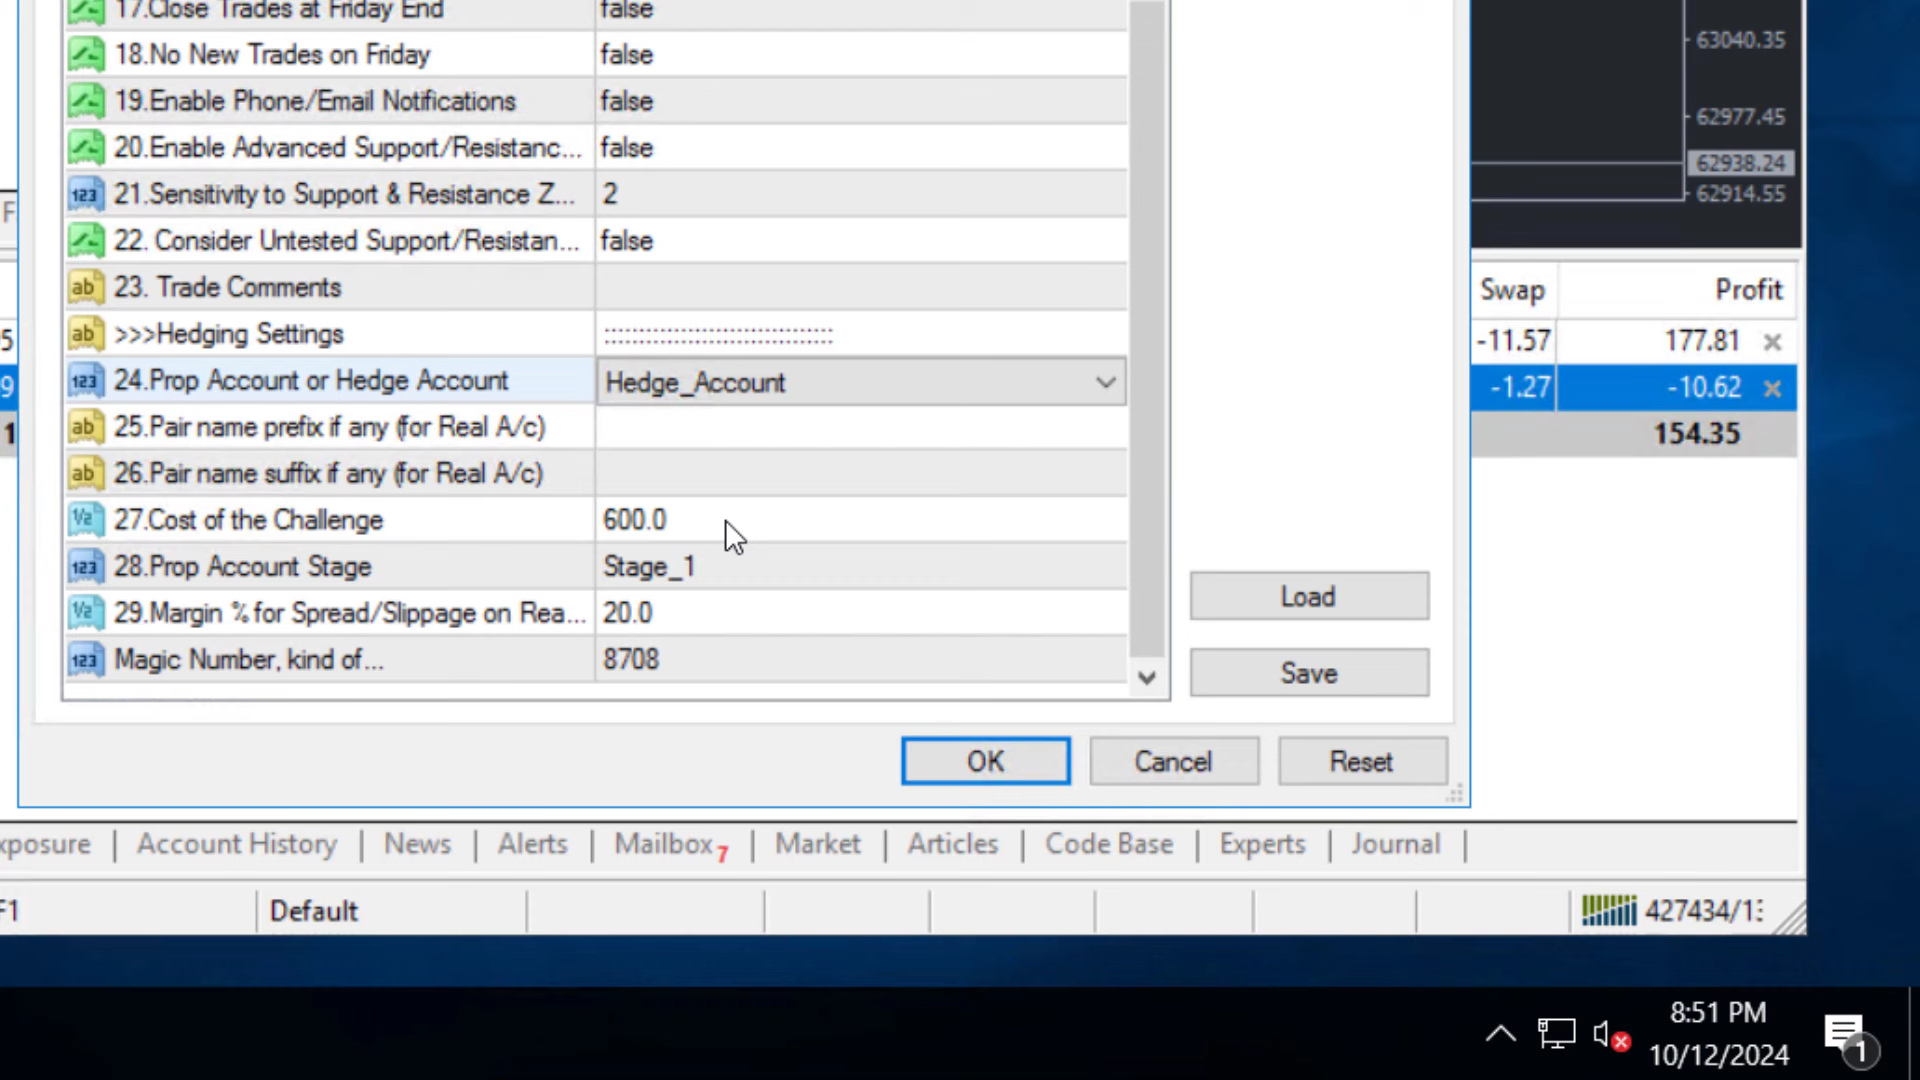 17.Close Trades at Friday End false
18.No New Trades on Friday false
19.Enable Phone/Email Notifications false
20.Enable Advanced Support/Resistanc... false
21.Sensitivity to Support & Resistance Z... 2
22. Consider Untested Support/Resistan... false
23. Trade Comments
>>>Hedging Settings ::::::::::::::::::::::::::::::::
24.Prop Account or Hedge Account Hedge_Account
25.Pair name prefix if any (for Real A/c)
26.Pair name suffix if any (for Real A/c)
27.Cost of the Challenge 600.0
28.Prop Account Stage Stage_1
29.Margin % for Spread/Slippage on Rea... 20.0
Magic Number, kind of... 8708
Load
Save
OK Cancel Reset
63040.35
62977.45
62938.24
62914.55
Swap Profit
-11.57 177.81
-1.27 -10.62
154.35
xposure | Account History | News | Alerts | Mailbox 7 | Market | Articles | Code Base | Experts | Journal |
F1 Default 427434/1
8:51 PM
10/12/2024
1